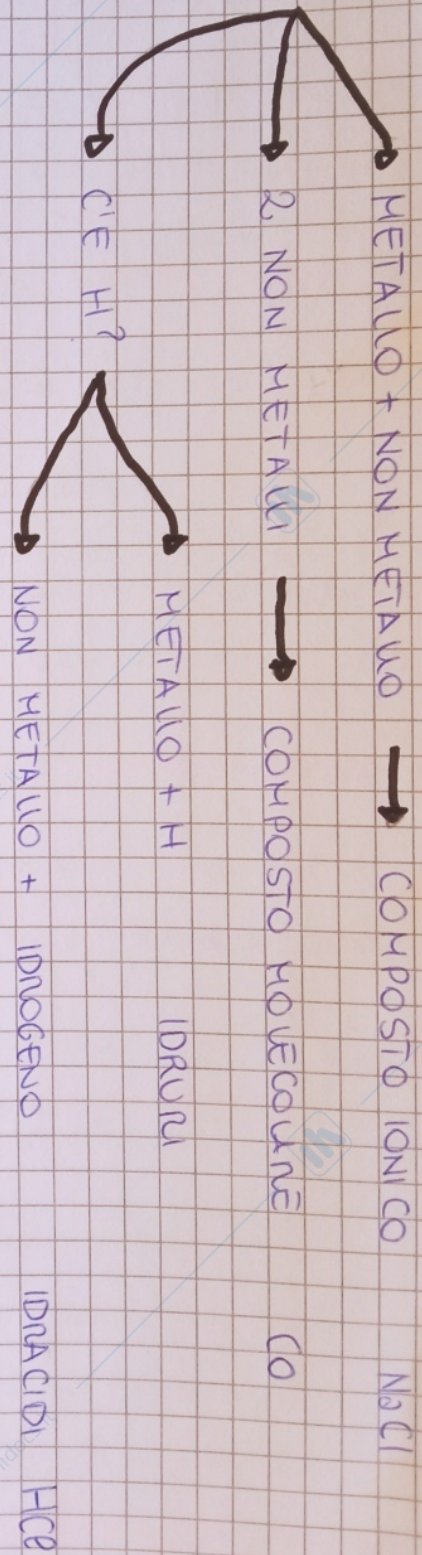 METALLO + NON METALLO → COMPOSTO IONICO NaCl
2 NON METALLI → COMPOSTO MOLECOLARE CO
C'E H?
METALLO + H IDRURI
NON METALLO + IDROGENO IDRACIDI HCl